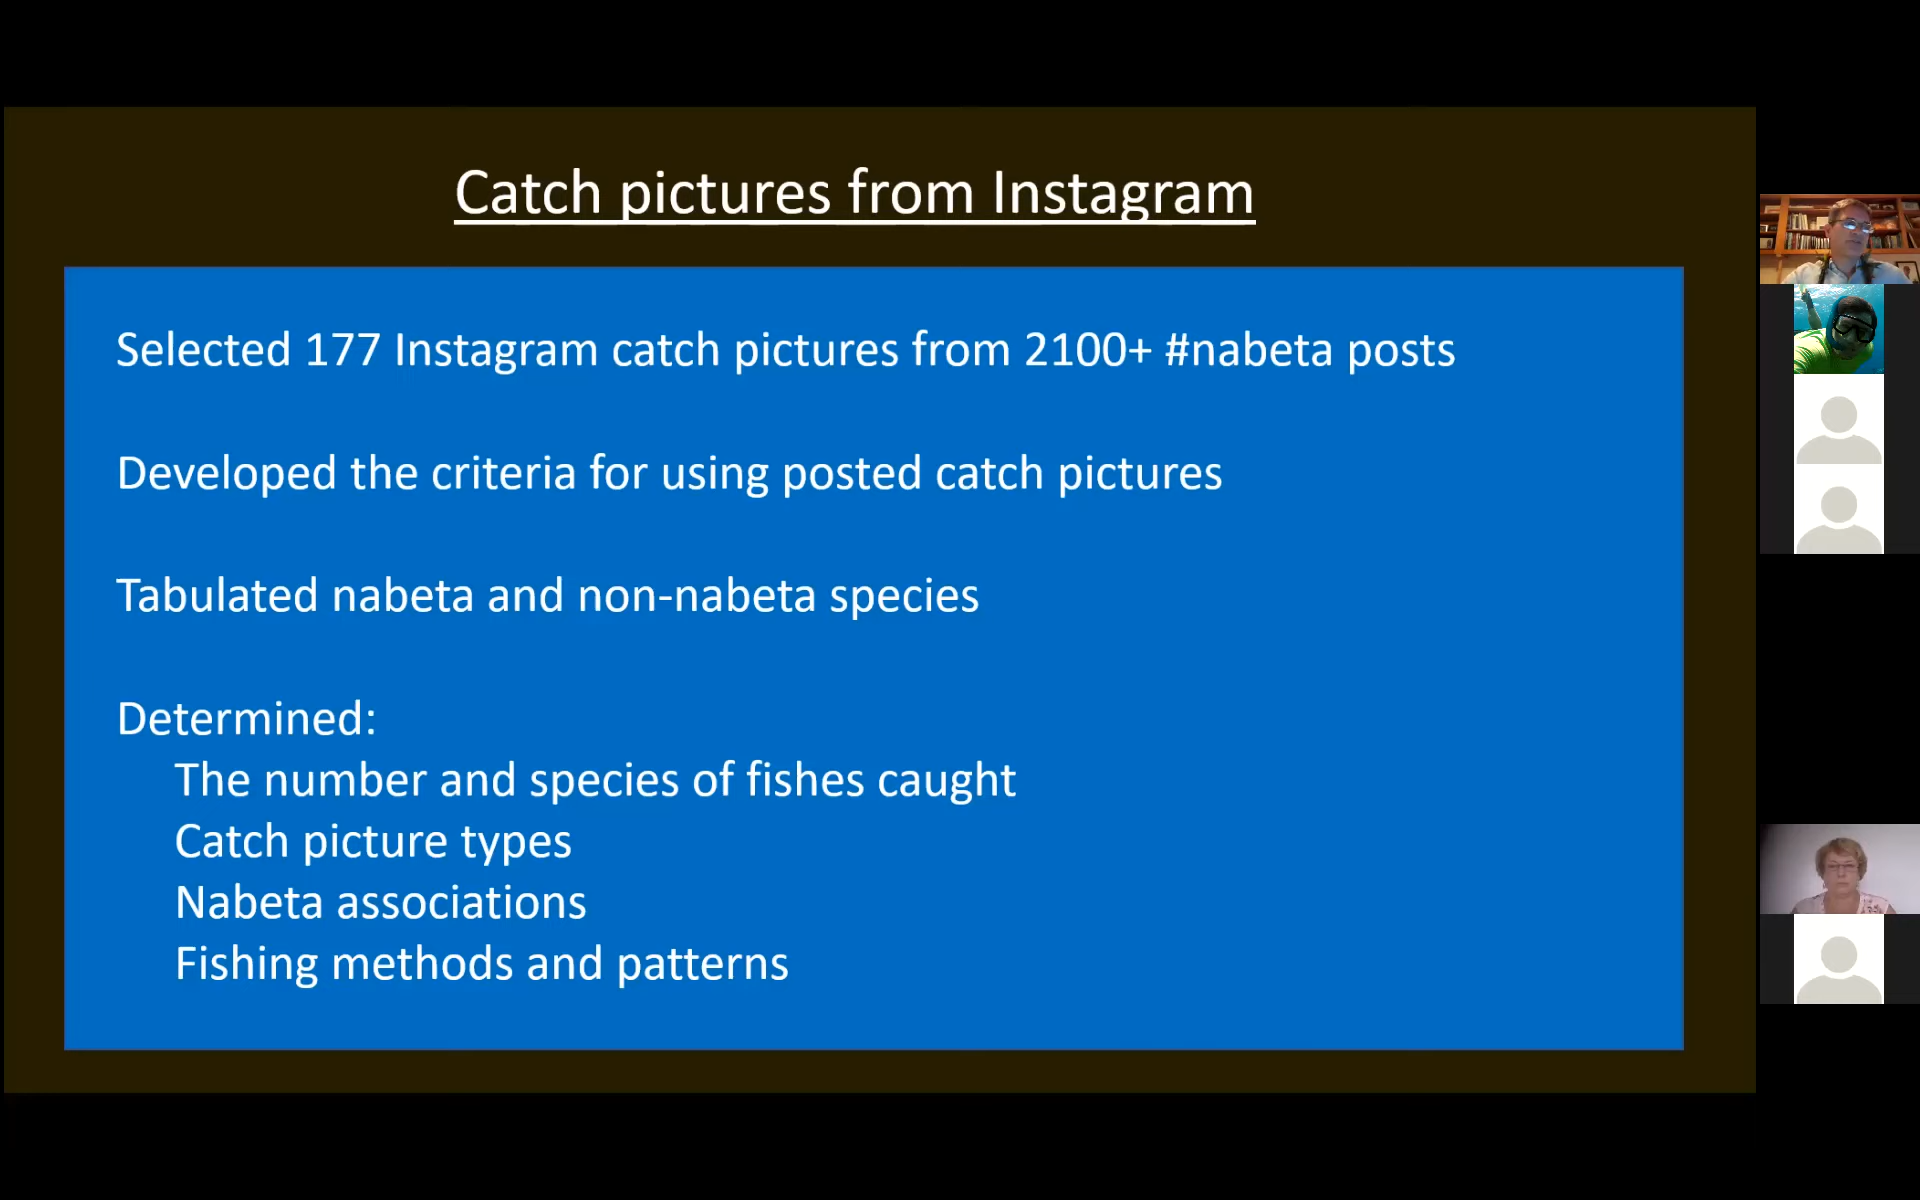 Catch pictures from Instagram
Selected 177 Instagram catch pictures from 2100+ #nabeta posts
Developed the criteria for using posted catch pictures
Tabulated nabeta and non-nabeta species
Determined:
The number and species of fishes caught
Catch picture types
Nabeta associations
Fishing methods and patterns